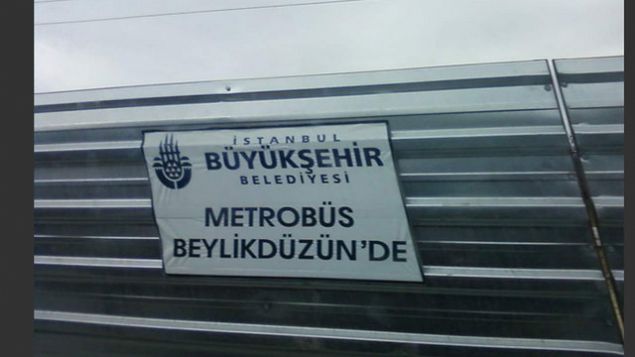 İSTANBUL
BÜYÜKŞEHİR
BELEDİYESİ
METROBÜS
BEYLİKDÜZÜN'DE